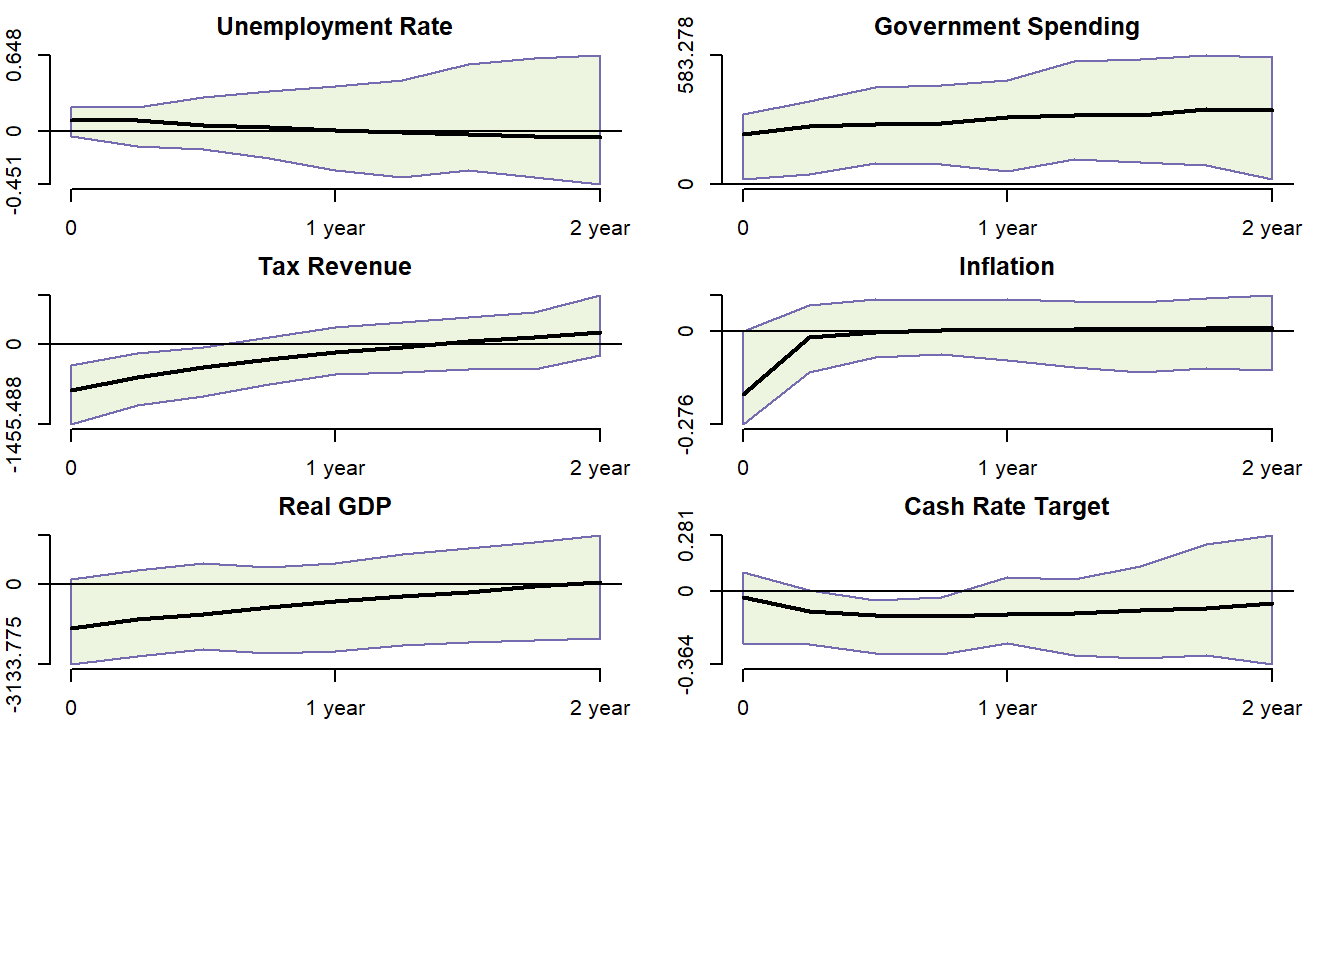 Unemployment Rate
0.648
0
-0.451
0 1 year 2 year
Government Spending
583.278
0
0 1 year 2 year
Tax Revenue
0
-1455.488
0 1 year 2 year
Inflation
0
-0.276
0 1 year 2 year
Real GDP
0
-3133.775
0 1 year 2 year
Cash Rate Target
0.281
0
-0.364
0 1 year 2 year